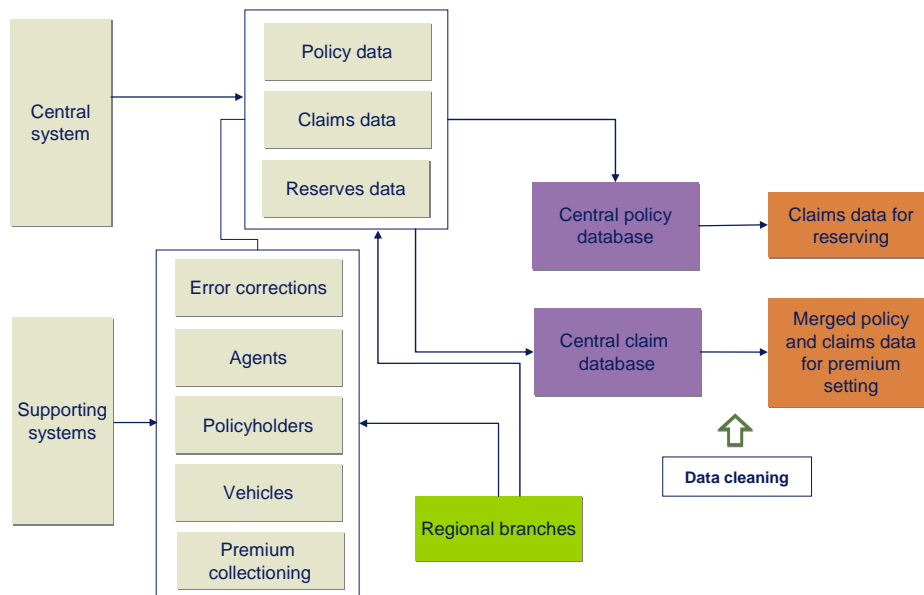 Central
system
Policy data
Claims data
Reserves data
Central policy
database
Claims data for
reserving
Supporting
systems
Error corrections
Agents
Policyholders
Vehicles
Premium
collectioning
Central claim
database
Merged policy
and claims data
for premium
setting
Data cleaning
Regional branches